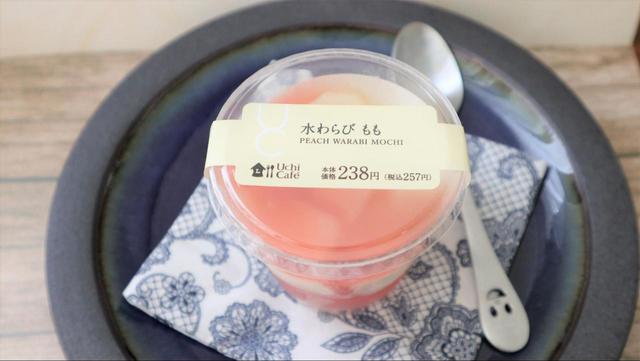 水わらび もも
PEACH WARABI MOCHI
Uchi Café
本体価格 238円 (税込257円)
UC